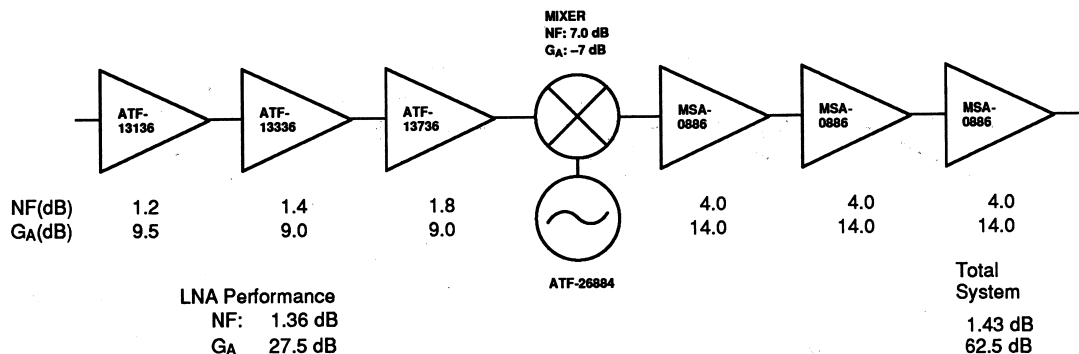 MIXER
NF: 7.0 dB
GA: –7 dB
ATF-
13136
ATF-
13336
ATF-
13736
MSA-
0886
MSA-
0886
MSA-
0886
NF(dB) 1.2 1.4 1.8 4.0 4.0 4.0
GA(dB) 9.5 9.0 9.0 14.0 14.0 14.0
ATF-26884
LNA Performance
NF: 1.36 dB
GA 27.5 dB
Total
System
1.43 dB
62.5 dB